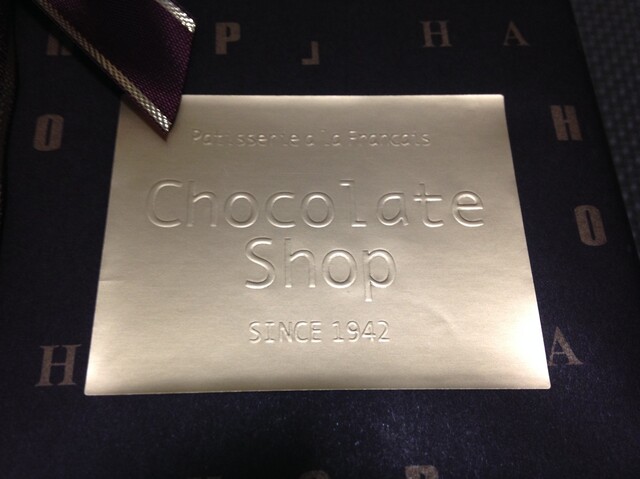 P H A
Patisserie a la Francais
O H
Chocolate
O
Shop
SINCE 1942
H A